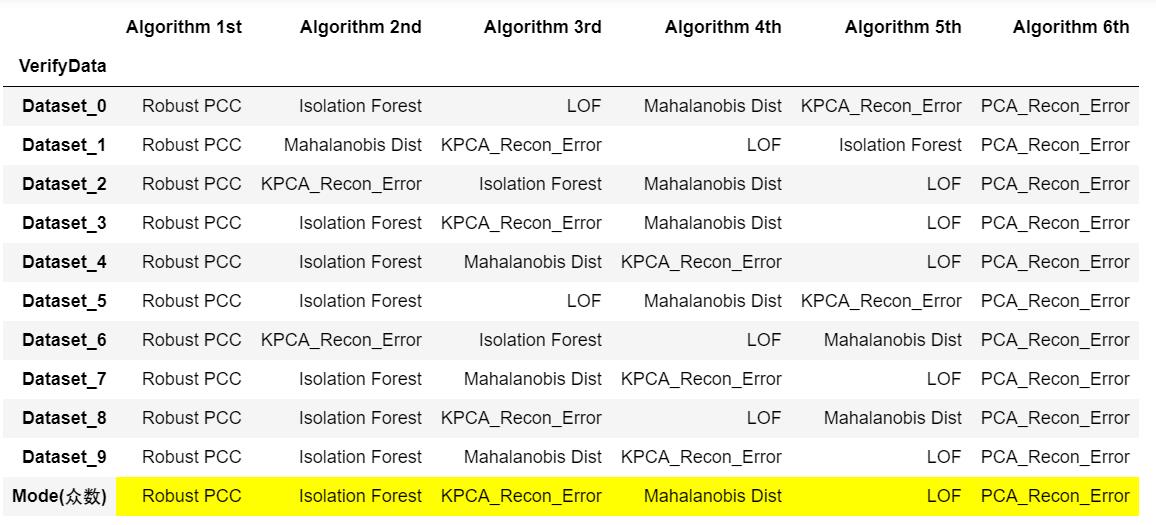 Algorithm 1st Algorithm 2nd Algorithm 3rd Algorithm 4th Algorithm 5th Algorithm 6th
VerifyData
Dataset_0 Robust PCC Isolation Forest LOF Mahalanobis Dist KPCA_Recon_Error PCA_Recon_Error
Dataset_1 Robust PCC Mahalanobis Dist KPCA_Recon_Error LOF Isolation Forest PCA_Recon_Error
Dataset_2 Robust PCC KPCA_Recon_Error Isolation Forest Mahalanobis Dist LOF PCA_Recon_Error
Dataset_3 Robust PCC Isolation Forest KPCA_Recon_Error Mahalanobis Dist LOF PCA_Recon_Error
Dataset_4 Robust PCC Isolation Forest Mahalanobis Dist KPCA_Recon_Error LOF PCA_Recon_Error
Dataset_5 Robust PCC Isolation Forest LOF Mahalanobis Dist KPCA_Recon_Error PCA_Recon_Error
Dataset_6 Robust PCC KPCA_Recon_Error Isolation Forest LOF Mahalanobis Dist PCA_Recon_Error
Dataset_7 Robust PCC Isolation Forest Mahalanobis Dist KPCA_Recon_Error LOF PCA_Recon_Error
Dataset_8 Robust PCC Isolation Forest KPCA_Recon_Error LOF Mahalanobis Dist PCA_Recon_Error
Dataset_9 Robust PCC Isolation Forest Mahalanobis Dist KPCA_Recon_Error LOF PCA_Recon_Error
Mode(众数) Robust PCC Isolation Forest KPCA_Recon_Error Mahalanobis Dist LOF PCA_Recon_Error